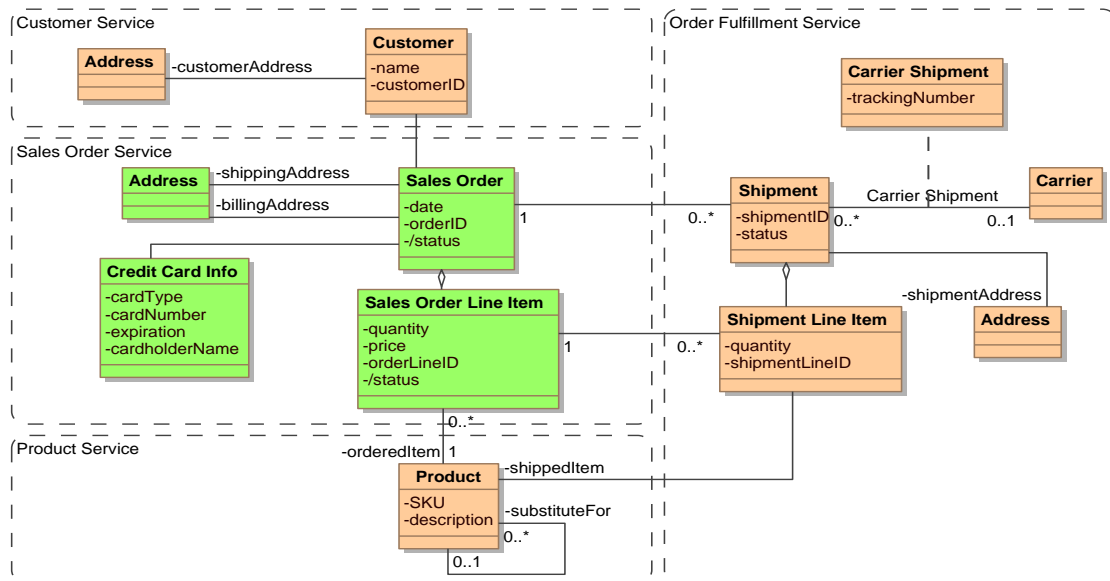 Customer Service
Address
-customerAddress
Customer
-name
-customerID
Sales Order Service
Address
-shippingAddress
-billingAddress
Sales Order
-date
-orderID
-/status
1
0..*
Credit Card Info
-cardType
-cardNumber
-expiration
-cardholderName
Sales Order Line Item
-quantity
-price
-orderLineID
-/status
1
0..*
0..*
Product Service
-orderedItem
1
Product
-SKU
-description
-shippedItem
-substituteFor
0..*
0..1
Order Fulfillment Service
Carrier Shipment
-trackingNumber
Shipment
-shipmentID
-status
Carrier Shipment
0..*
0..1
Carrier
-shipmentAddress
Address
Shipment Line Item
-quantity
-shipmentLineID